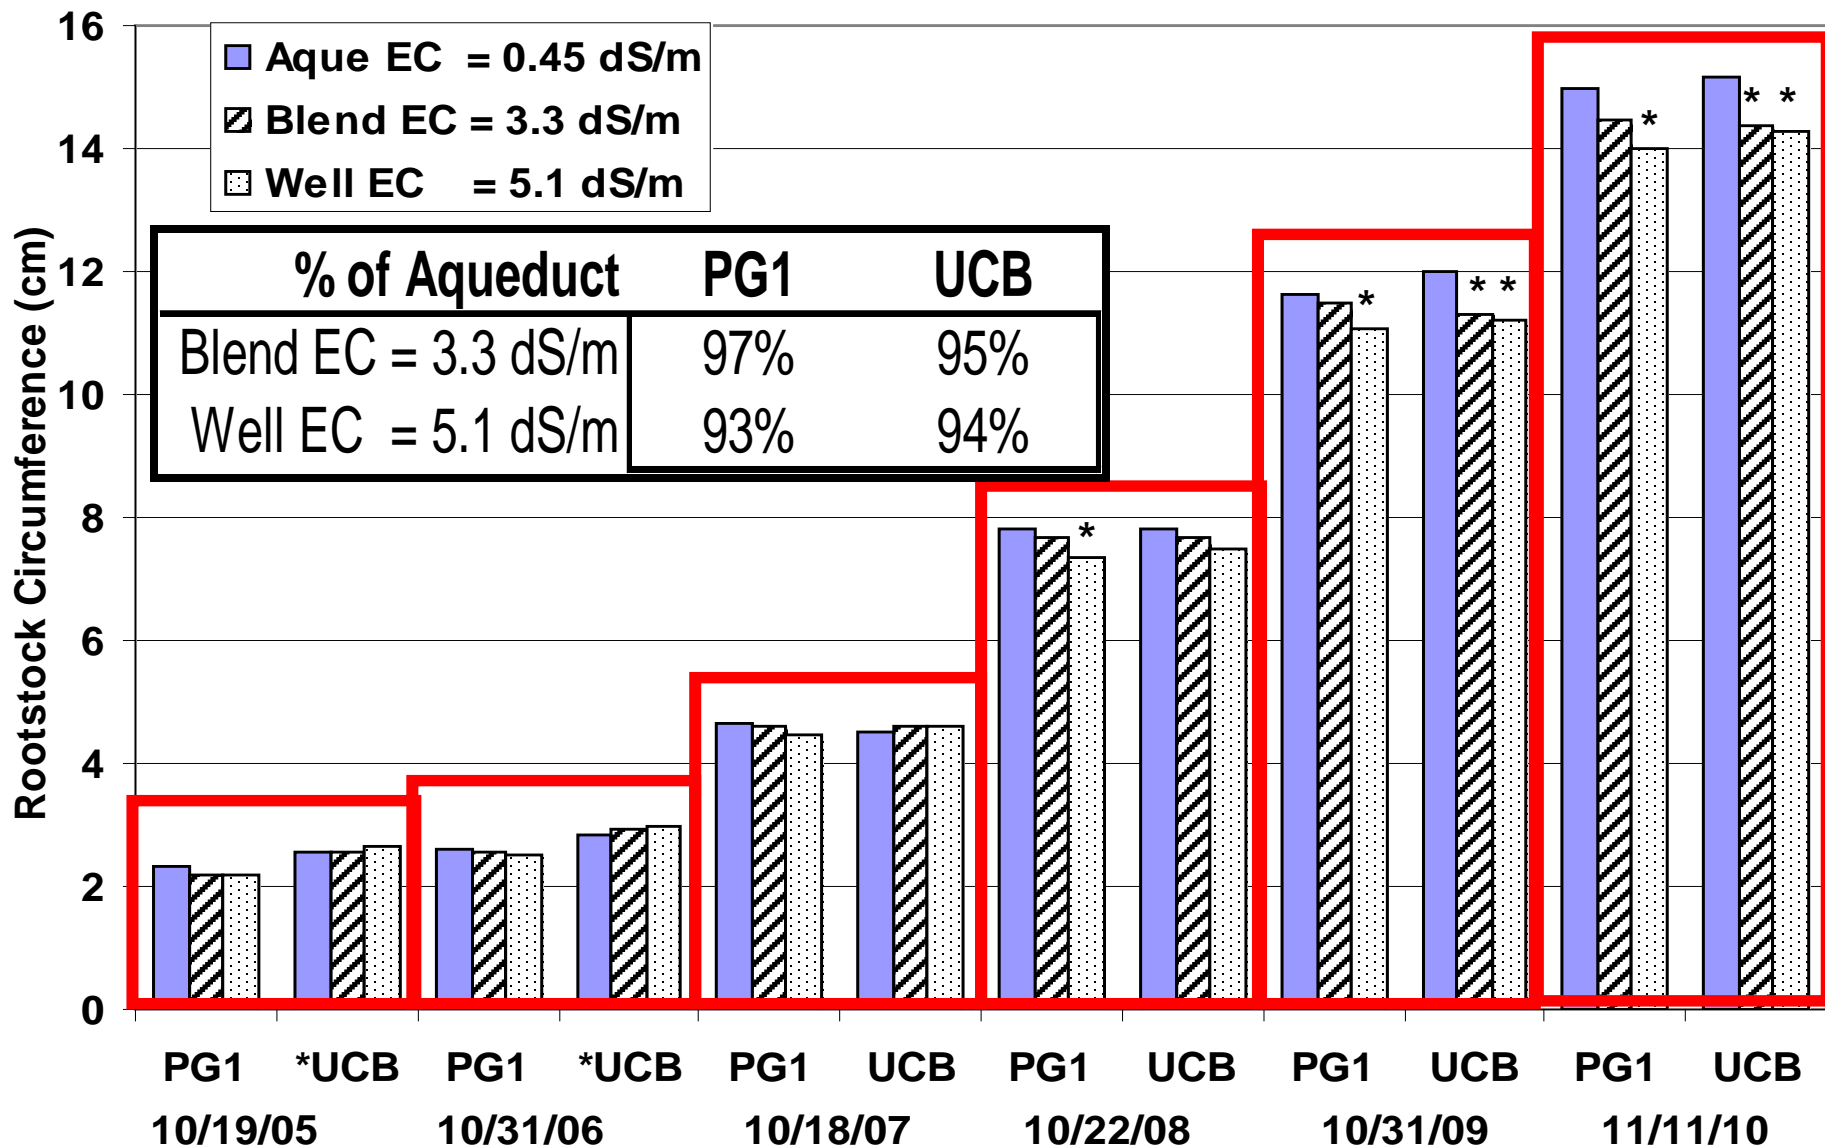 Rootstock Circumference (cm)
16
14
12
10
8
6
4
2
0
Aque EC = 0.45 dS/m
Blend EC = 3.3 dS/m
Well EC = 5.1 dS/m
% of Aqueduct PG1 UCB
Blend EC = 3.3 dS/m 97% 95%
Well EC = 5.1 dS/m 93% 94%
*
* *
*
* *
*
PG1 *UCB PG1 *UCB PG1 UCB PG1 UCB PG1 UCB PG1 UCB
10/19/05 10/31/06 10/18/07 10/22/08 10/31/09 11/11/10